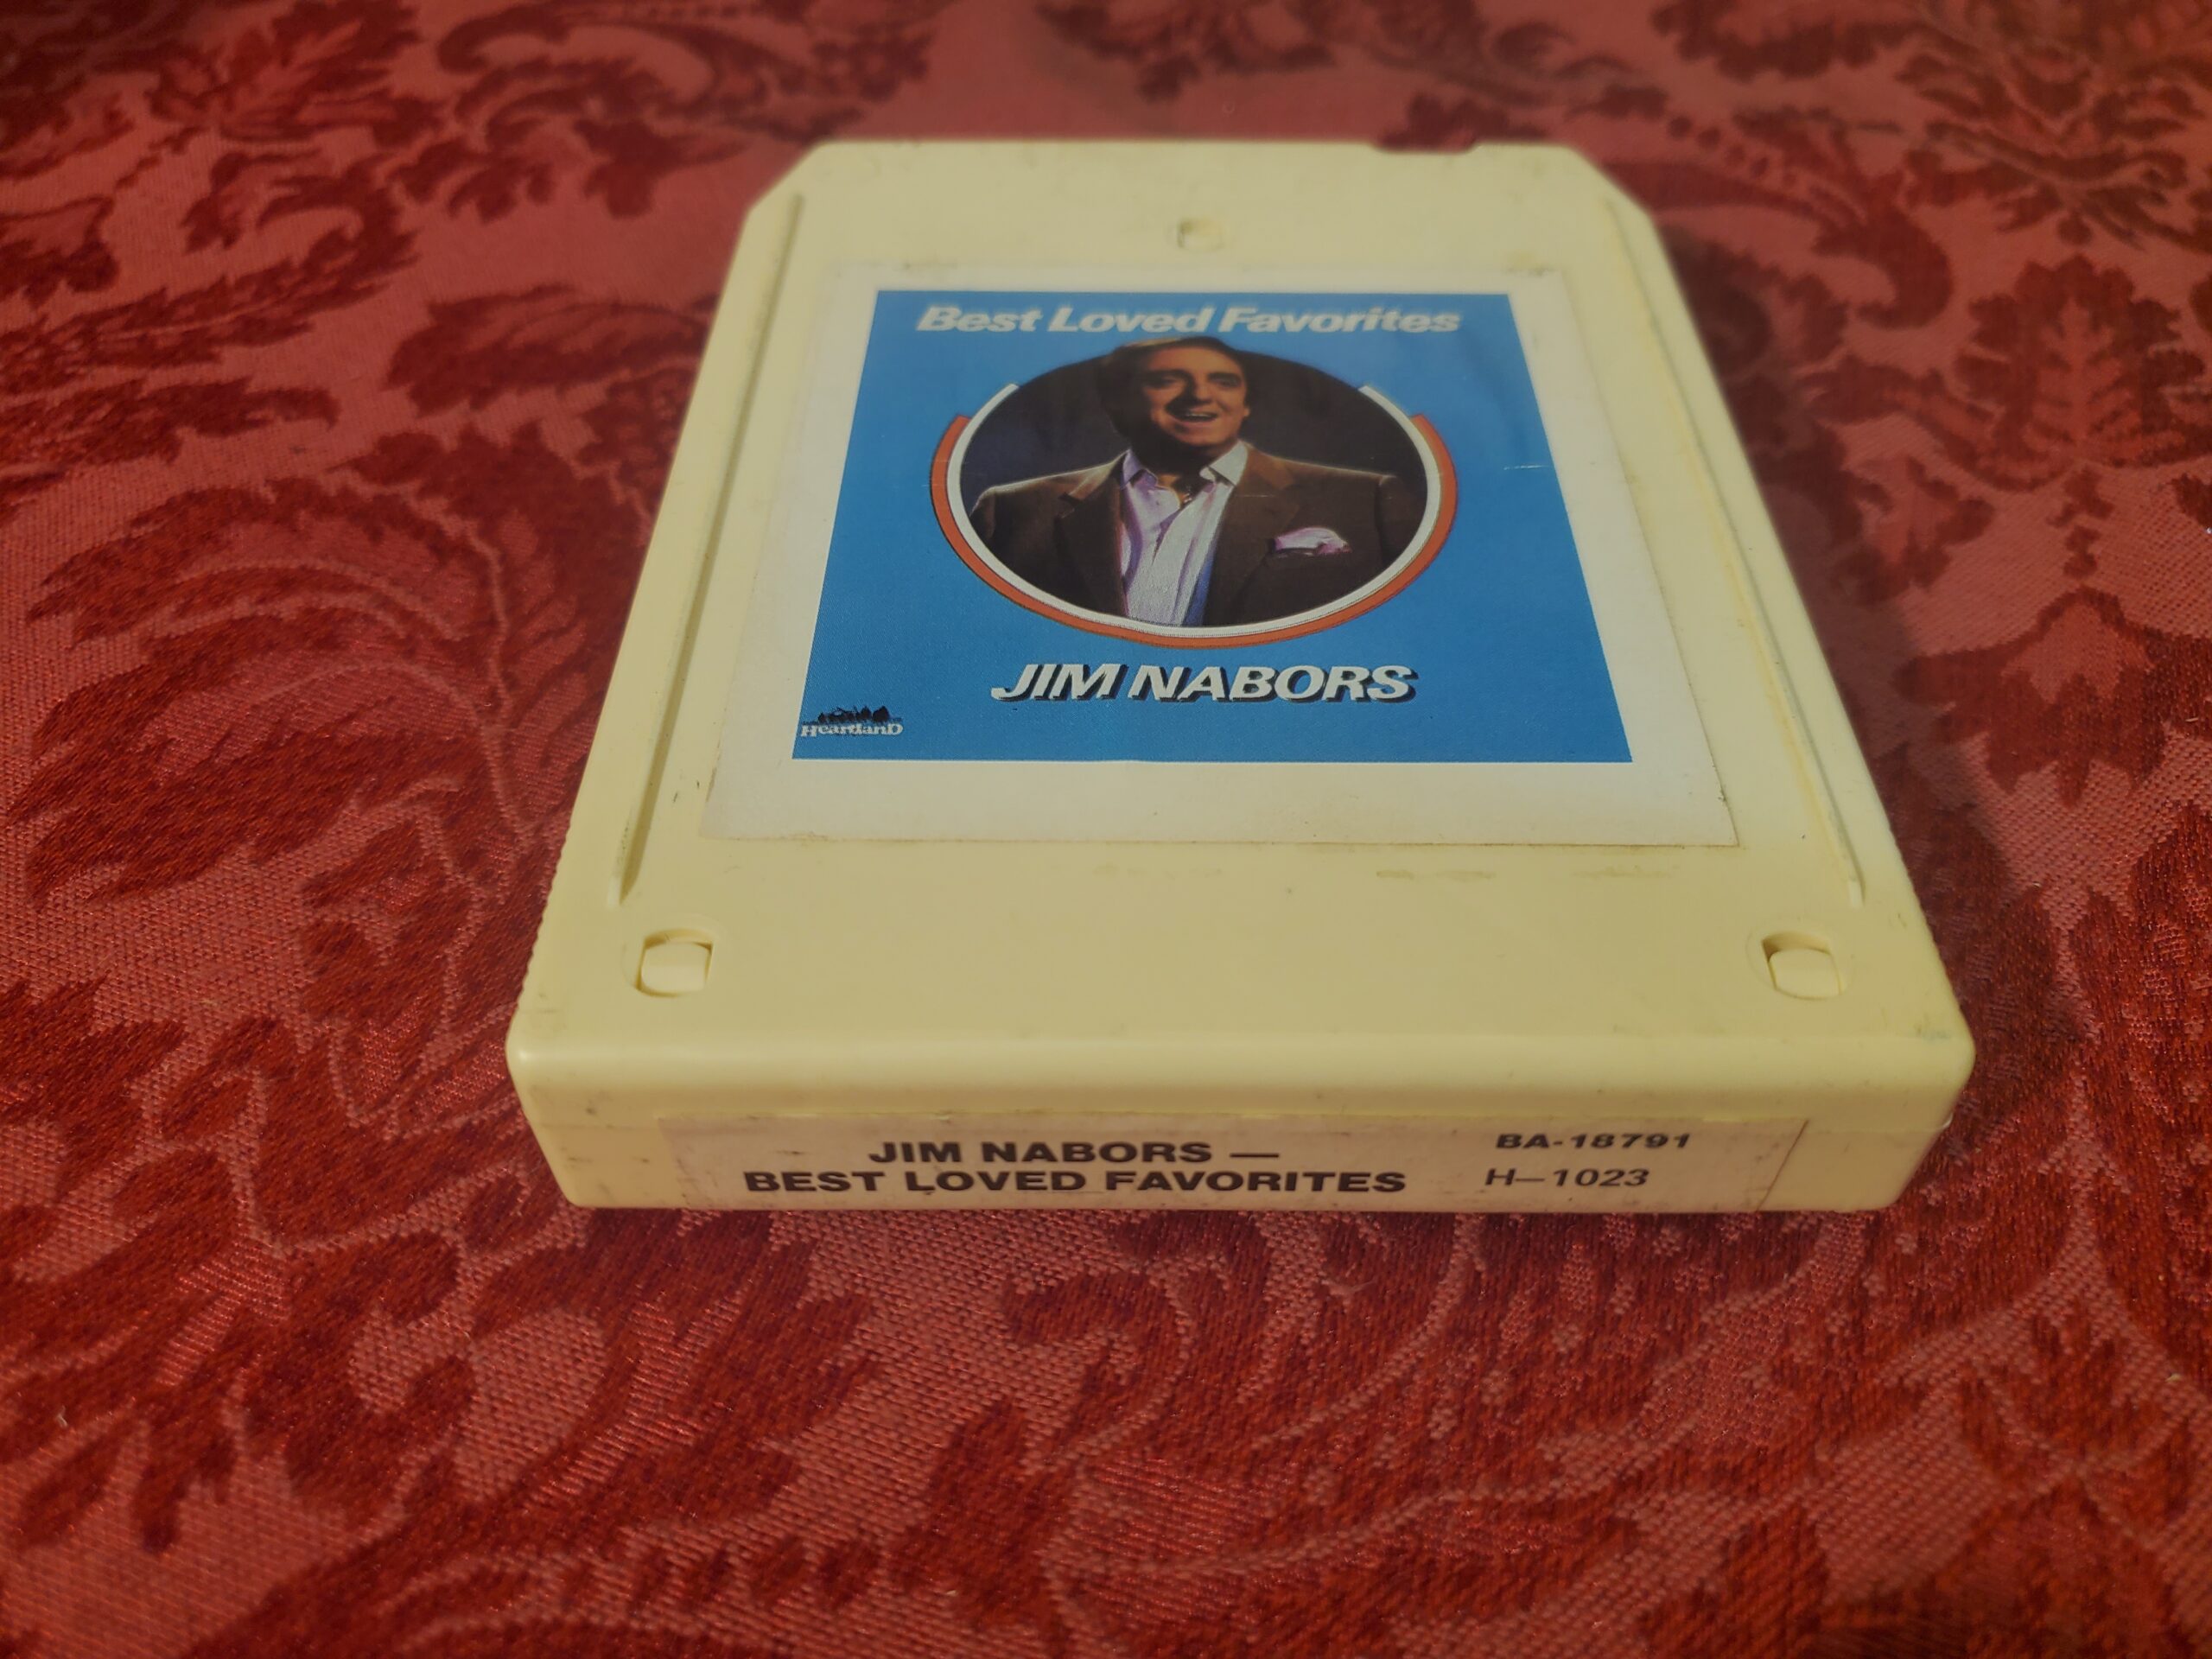 Best Loved Favorites
JIM NABORS
HeartlanD
JIM NABORS —
BEST LOVED FAVORITES
BA-18791
H-1023